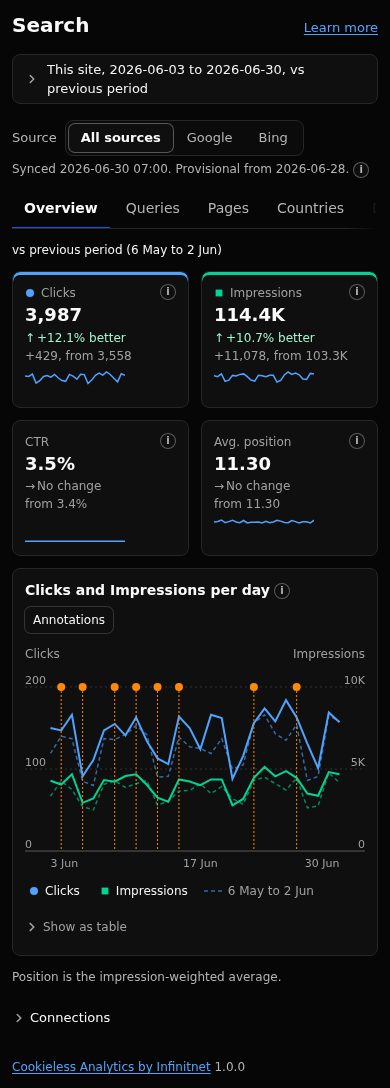 Search
Learn more
This site, 2026-06-03 to 2026-06-30, vs
previous period
Source
All sources
Google
Bing
Synced 2026-06-30 07:00. Provisional from 2026-06-28. i
Overview
Queries
Pages
Countries
vs previous period (6 May to 2 Jun)
Clicks i
3,987
↑ +12.1% better
+429, from 3,558
Impressions i
114.4K
↑ +10.7% better
+11,078, from 103.3K
CTR i
3.5%
→ No change
from 3.4%
Avg. position i
11.30
→ No change
from 11.30
Clicks and Impressions per day i
Annotations
Clicks
Impressions
200
10K
100
5K
0
0
3 Jun
17 Jun
30 Jun
Clicks
Impressions
6 May to 2 Jun
Show as table
Position is the impression-weighted average.
Connections
Cookieless Analytics by Infinitnet 1.0.0